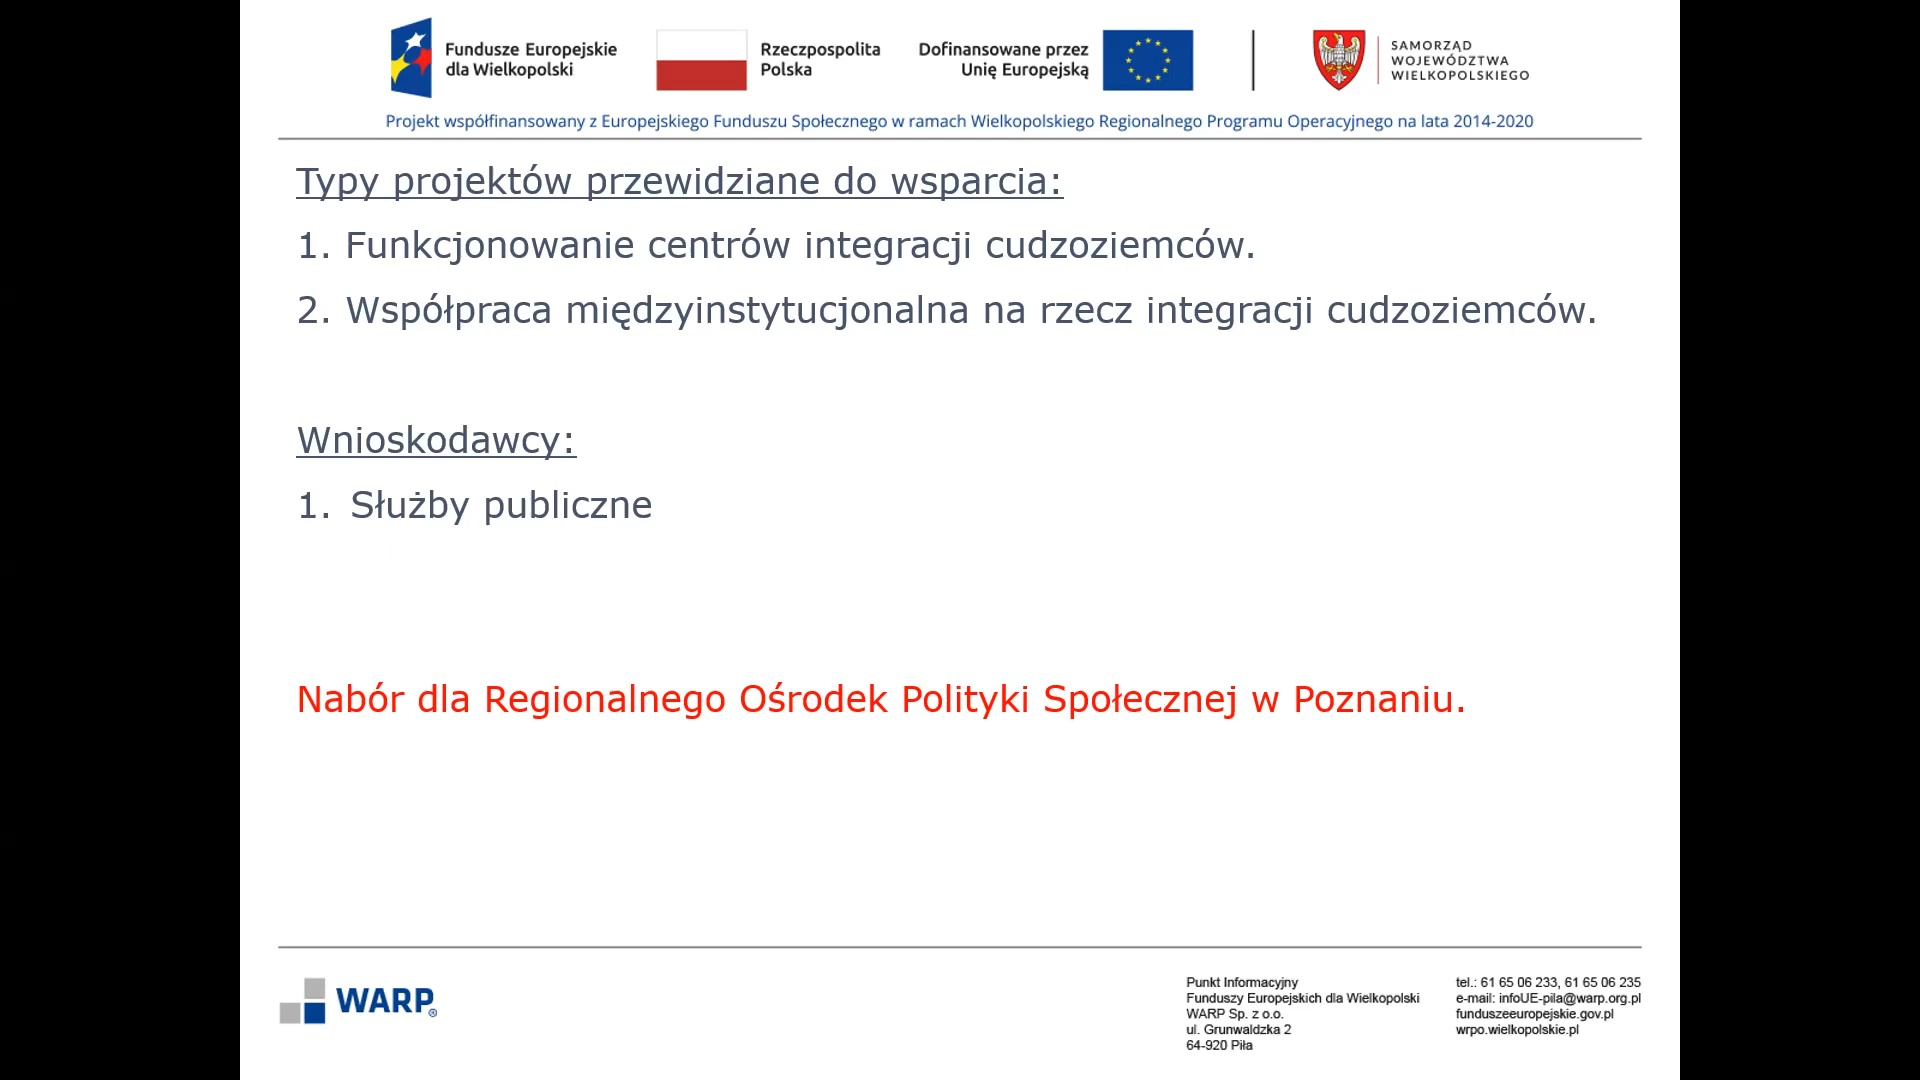 Fundusze Europejskie
dla Wielkopolski
Rzeczpospolita
Polska
Dofinansowane przez
Unię Europejską
SAMORZĄD
WOJEWÓDZTWA
WIELKOPOLSKIEGO
Projekt współfinansowany z Europejskiego Funduszu Społecznego w ramach Wielkopolskiego Regionalnego Programu Operacyjnego na lata 2014-2020
Typy projektów przewidziane do wsparcia:
1. Funkcjonowanie centrów integracji cudzoziemców.
2. Współpraca międzyinstytucjonalna na rzecz integracji cudzoziemców.
Wnioskodawcy:
1. Służby publiczne
Nabór dla Regionalnego Ośrodek Polityki Społecznej w Poznaniu.
WARP®
Punkt Informacyjny
Funduszy Europejskich dla Wielkopolski
WARP Sp. z o.o.
ul. Grunwaldzka 2
64-920 Piła
tel.: 61 65 06 233, 61 65 06 235
e-mail: infoUE-pila@warp.org.pl
funduszeeuropejskie.gov.pl
wrpo.wielkopolskie.pl